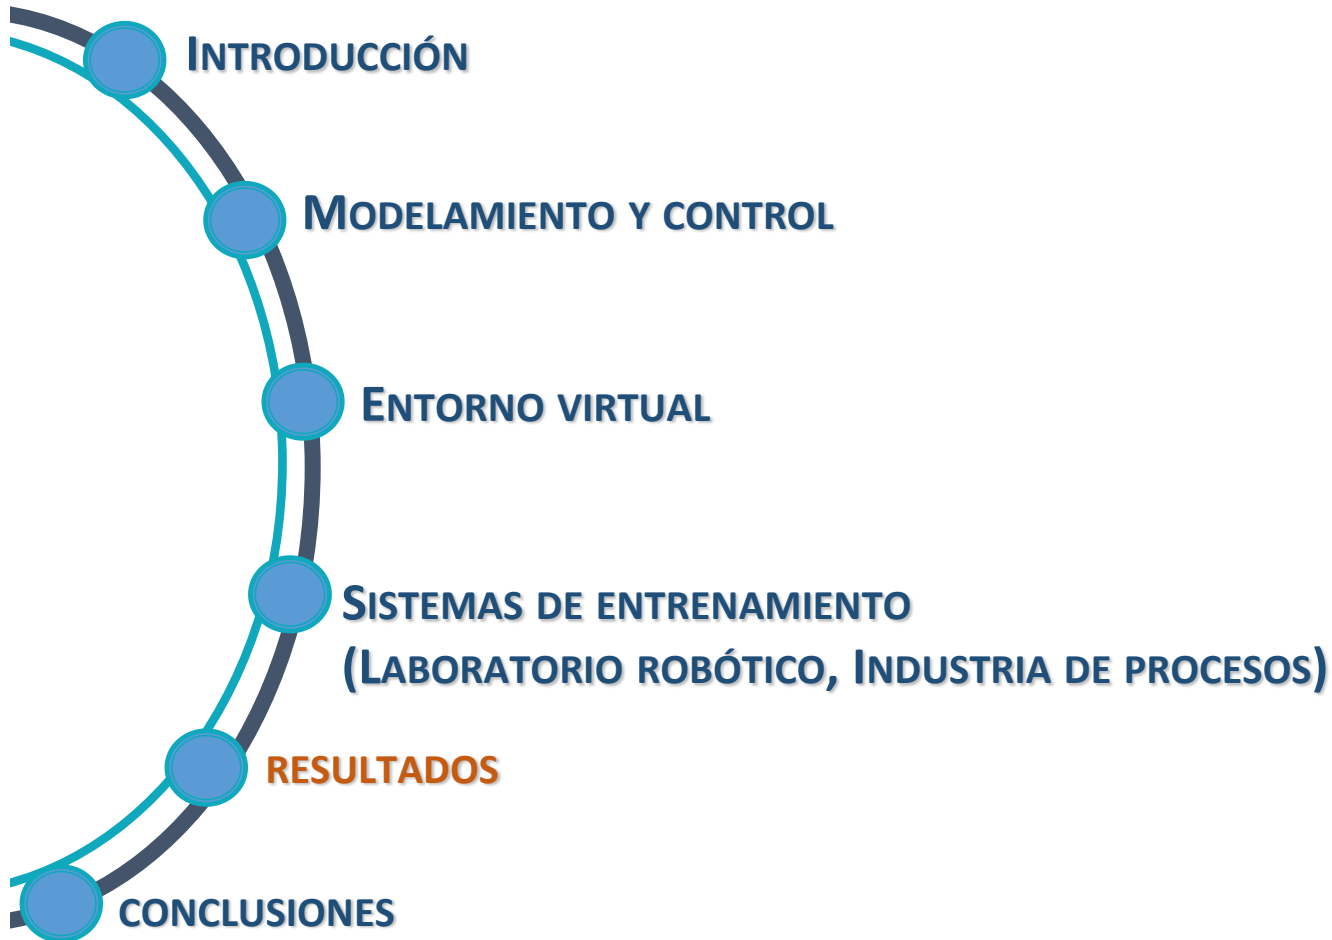 Introducción
Modelamiento y control
Entorno virtual
Sistemas de entrenamiento
(Laboratorio robótico, Industria de procesos)
resultados
conclusiones